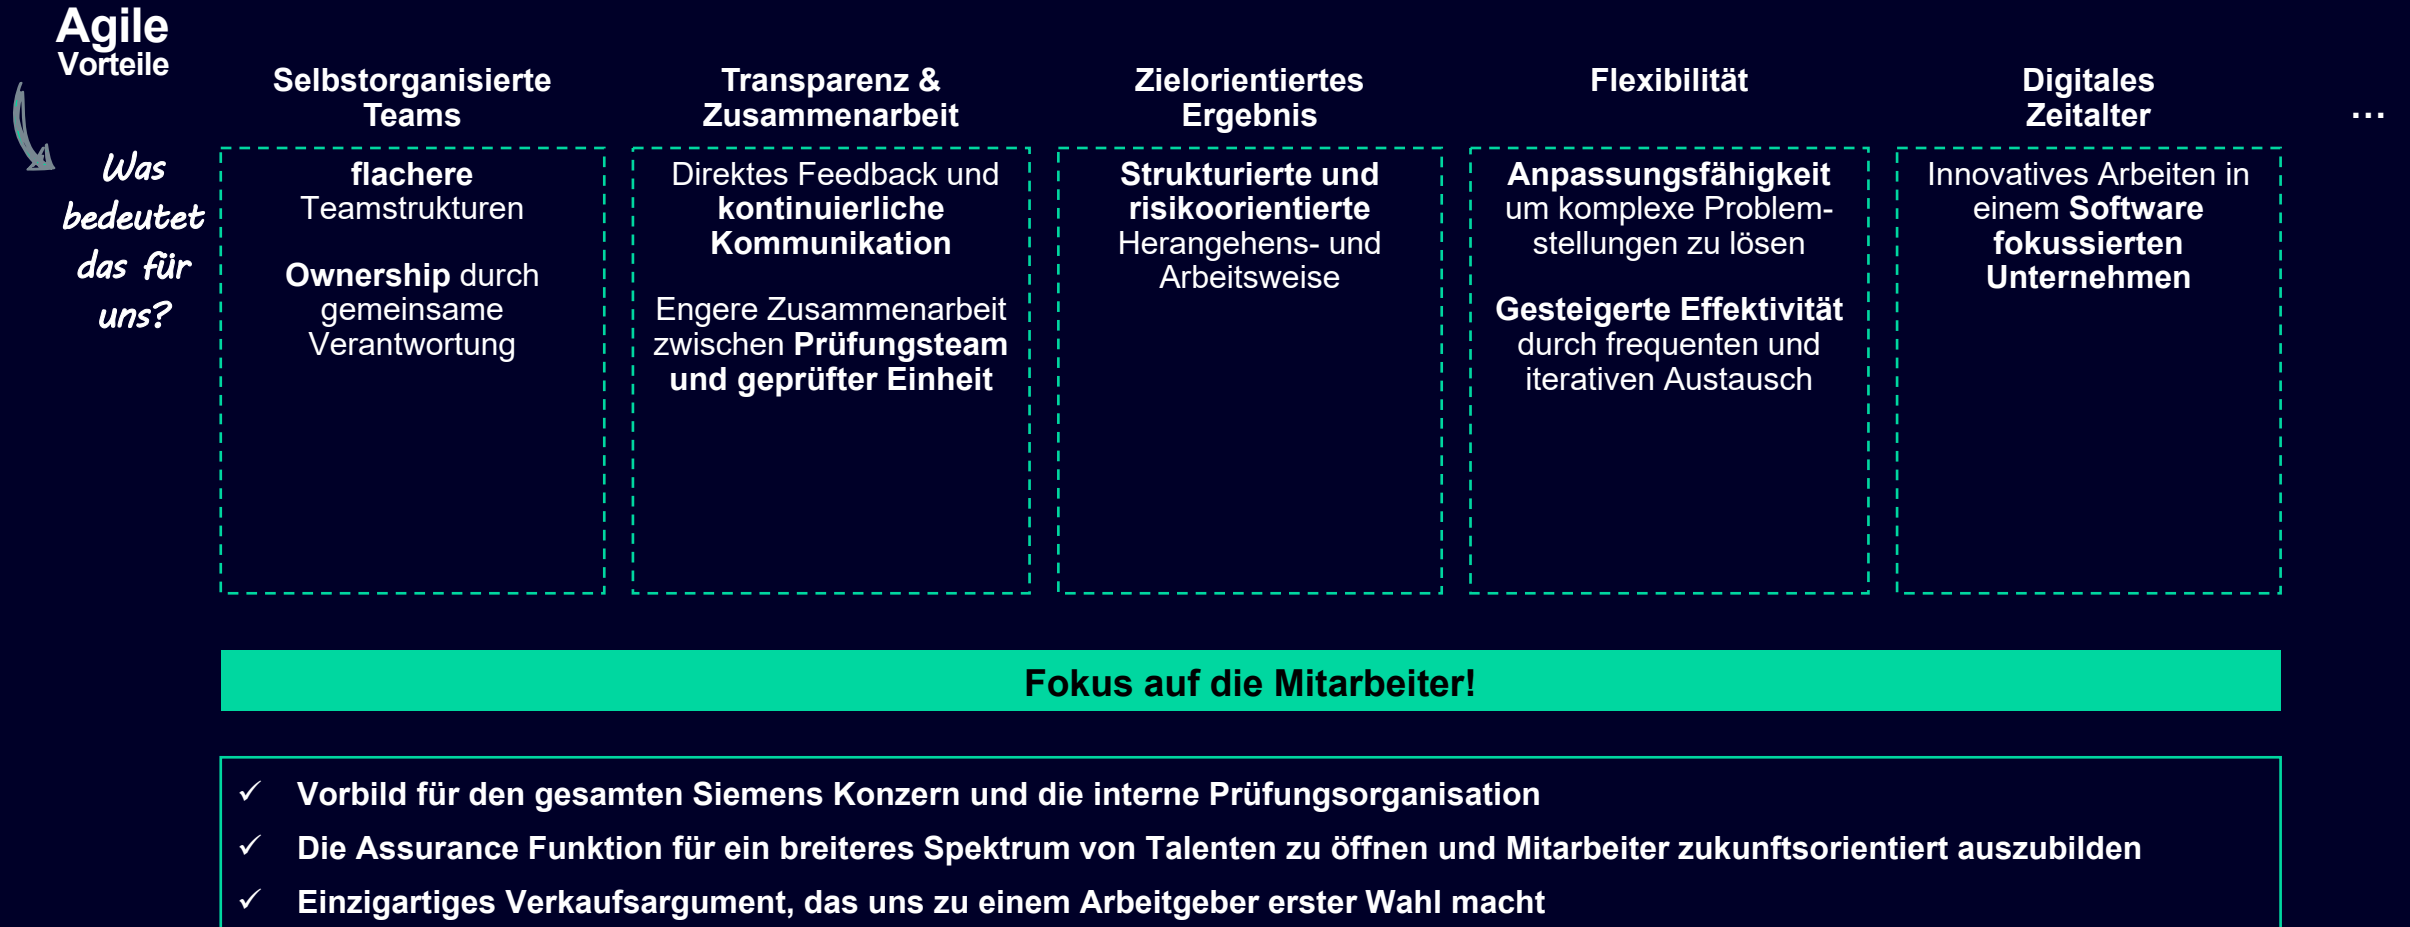 Agile
Vorteile
Was
bedeutet
das für
uns?
Selbstorganisierte
Teams
flachere
Teamstrukturen
Ownership durch
gemeinsame
Verantwortung
Transparenz &
Zusammenarbeit
Direktes Feedback und
kontinuierliche
Kommunikation
Engere Zusammenarbeit
zwischen Prüfungsteam
und geprüfter Einheit
Zielorientiertes
Ergebnis
Strukturierte und
risikoorientierte
Herangehens- und
Arbeitsweise
Flexibilität
Anpassungsfähigkeit
um komplexe Problem-
stellungen zu lösen
Gesteigerte Effektivität
durch frequenten und
iterativen Austausch
Digitales
Zeitalter
Innovatives Arbeiten in
einem Software
fokussierten
Unternehmen
...
Fokus auf die Mitarbeiter!
✓ Vorbild für den gesamten Siemens Konzern und die interne Prüfungsorganisation
✓ Die Assurance Funktion für ein breiteres Spektrum von Talenten zu öffnen und Mitarbeiter zukunftsorientiert auszubilden
✓ Einzigartiges Verkaufsargument, das uns zu einem Arbeitgeber erster Wahl macht